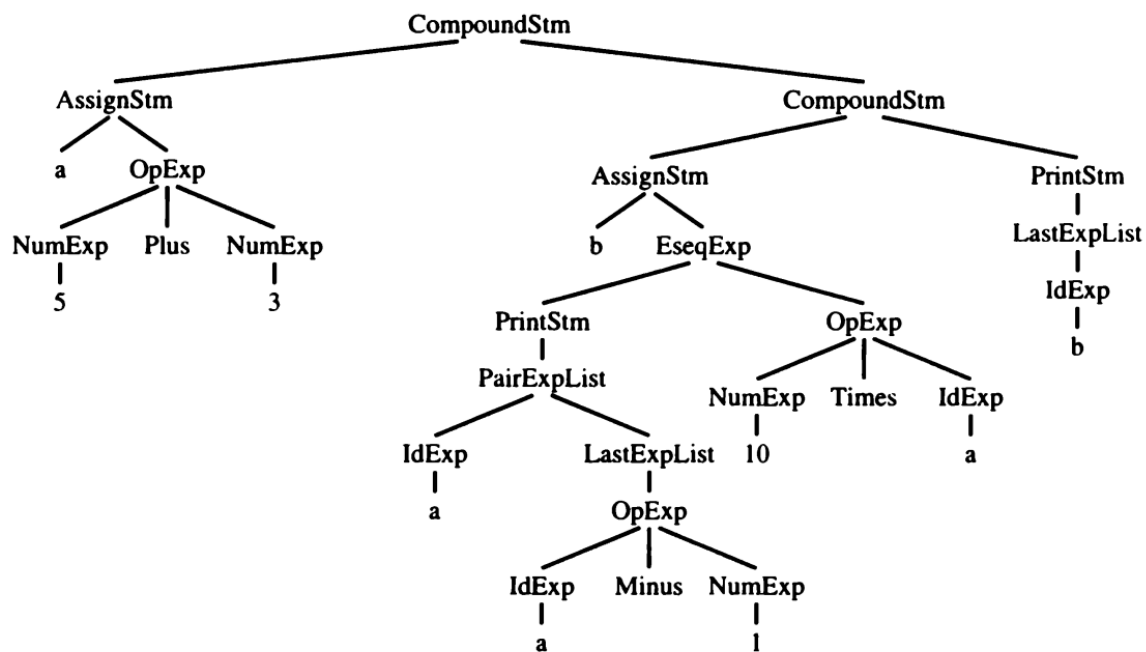 CompoundStm
AssignStm CompoundStm
a OpExp AssignStm PrintStm
NumExp Plus NumExp b EseqExp LastExpList
5 3 IdExp
PrintStm OpExp b
PairExpList NumExp Times IdExp
IdExp LastExpList 10 a
a OpExp
IdExp Minus NumExp
a 1